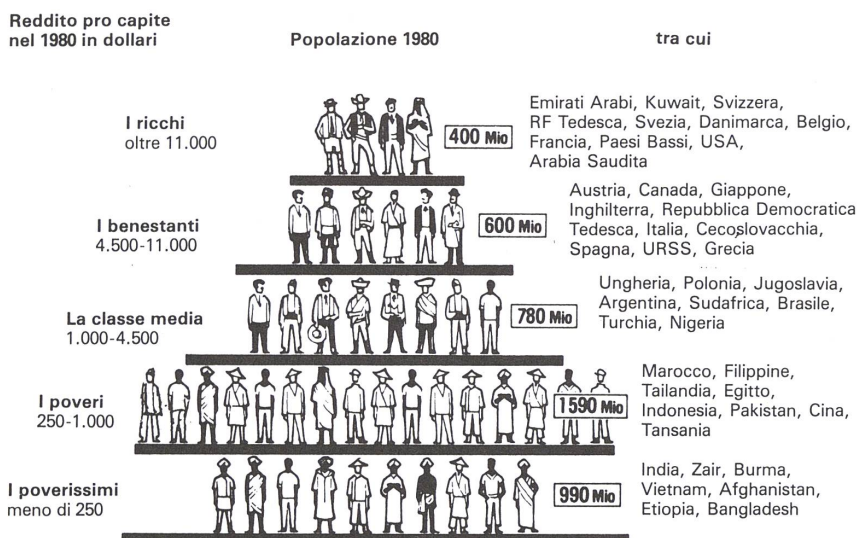 Reddito pro capite
nel 1980 in dollari
Popolazione 1980
tra cui
I ricchi
oltre 11.000
400 Mio
Emirati Arabi, Kuwait, Svizzera,
RF Tedesca, Svezia, Danimarca, Belgio,
Francia, Paesi Bassi, USA,
Arabia Saudita
I benestanti
4.500-11.000
600 Mio
Austria, Canada, Giappone,
Inghilterra, Repubblica Democratica
Tedesca, Italia, Cecoslovacchia,
Spagna, URSS, Grecia
La classe media
1.000-4.500
780 Mio
Ungheria, Polonia, Jugoslavia,
Argentina, Sudafrica, Brasile,
Turchia, Nigeria
I poveri
250-1.000
1590 Mio
Marocco, Filippine,
Tailandia, Egitto,
Indonesia, Pakistan, Cina,
Tansania
I poverissimi
meno di 250
990 Mio
India, Zair, Burma,
Vietnam, Afghanistan,
Etiopia, Bangladesh